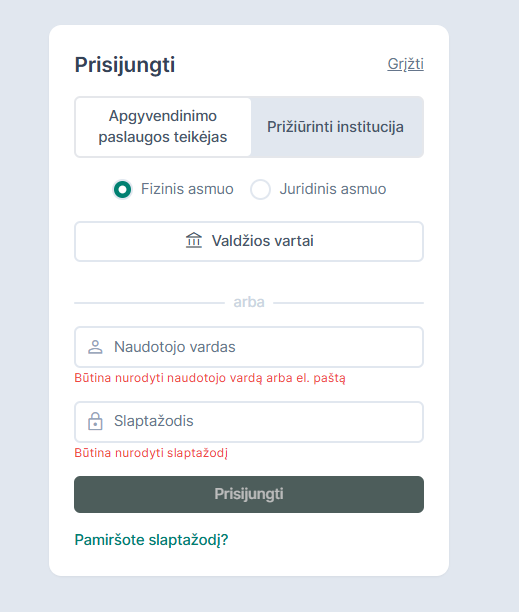 Prisijungti
Grįžti
Apgyvendinimo
paslaugos teikėjas
Prižiūrinti institucija
Fizinis asmuo
Juridinis asmuo
Valdžios vartai
arba
Naudotojo vardas
Būtina nurodyti naudotojo vardą arba el. paštą
Slaptažodis
Būtina nurodyti slaptažodį
Prisijungti
Pamiršote slaptažodį?